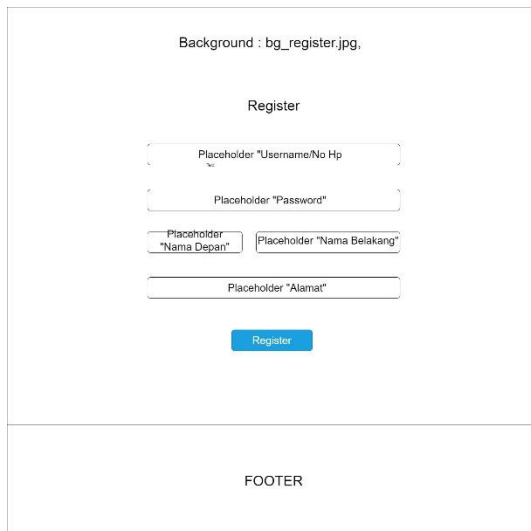 Background : bg_register.jpg,
Register
Placeholder "Username/No Hp
Placeholder "Password"
Placeholder
"Nama Depan"
Placeholder "Nama Belakang"
Placeholder "Alamat"
Register
FOOTER